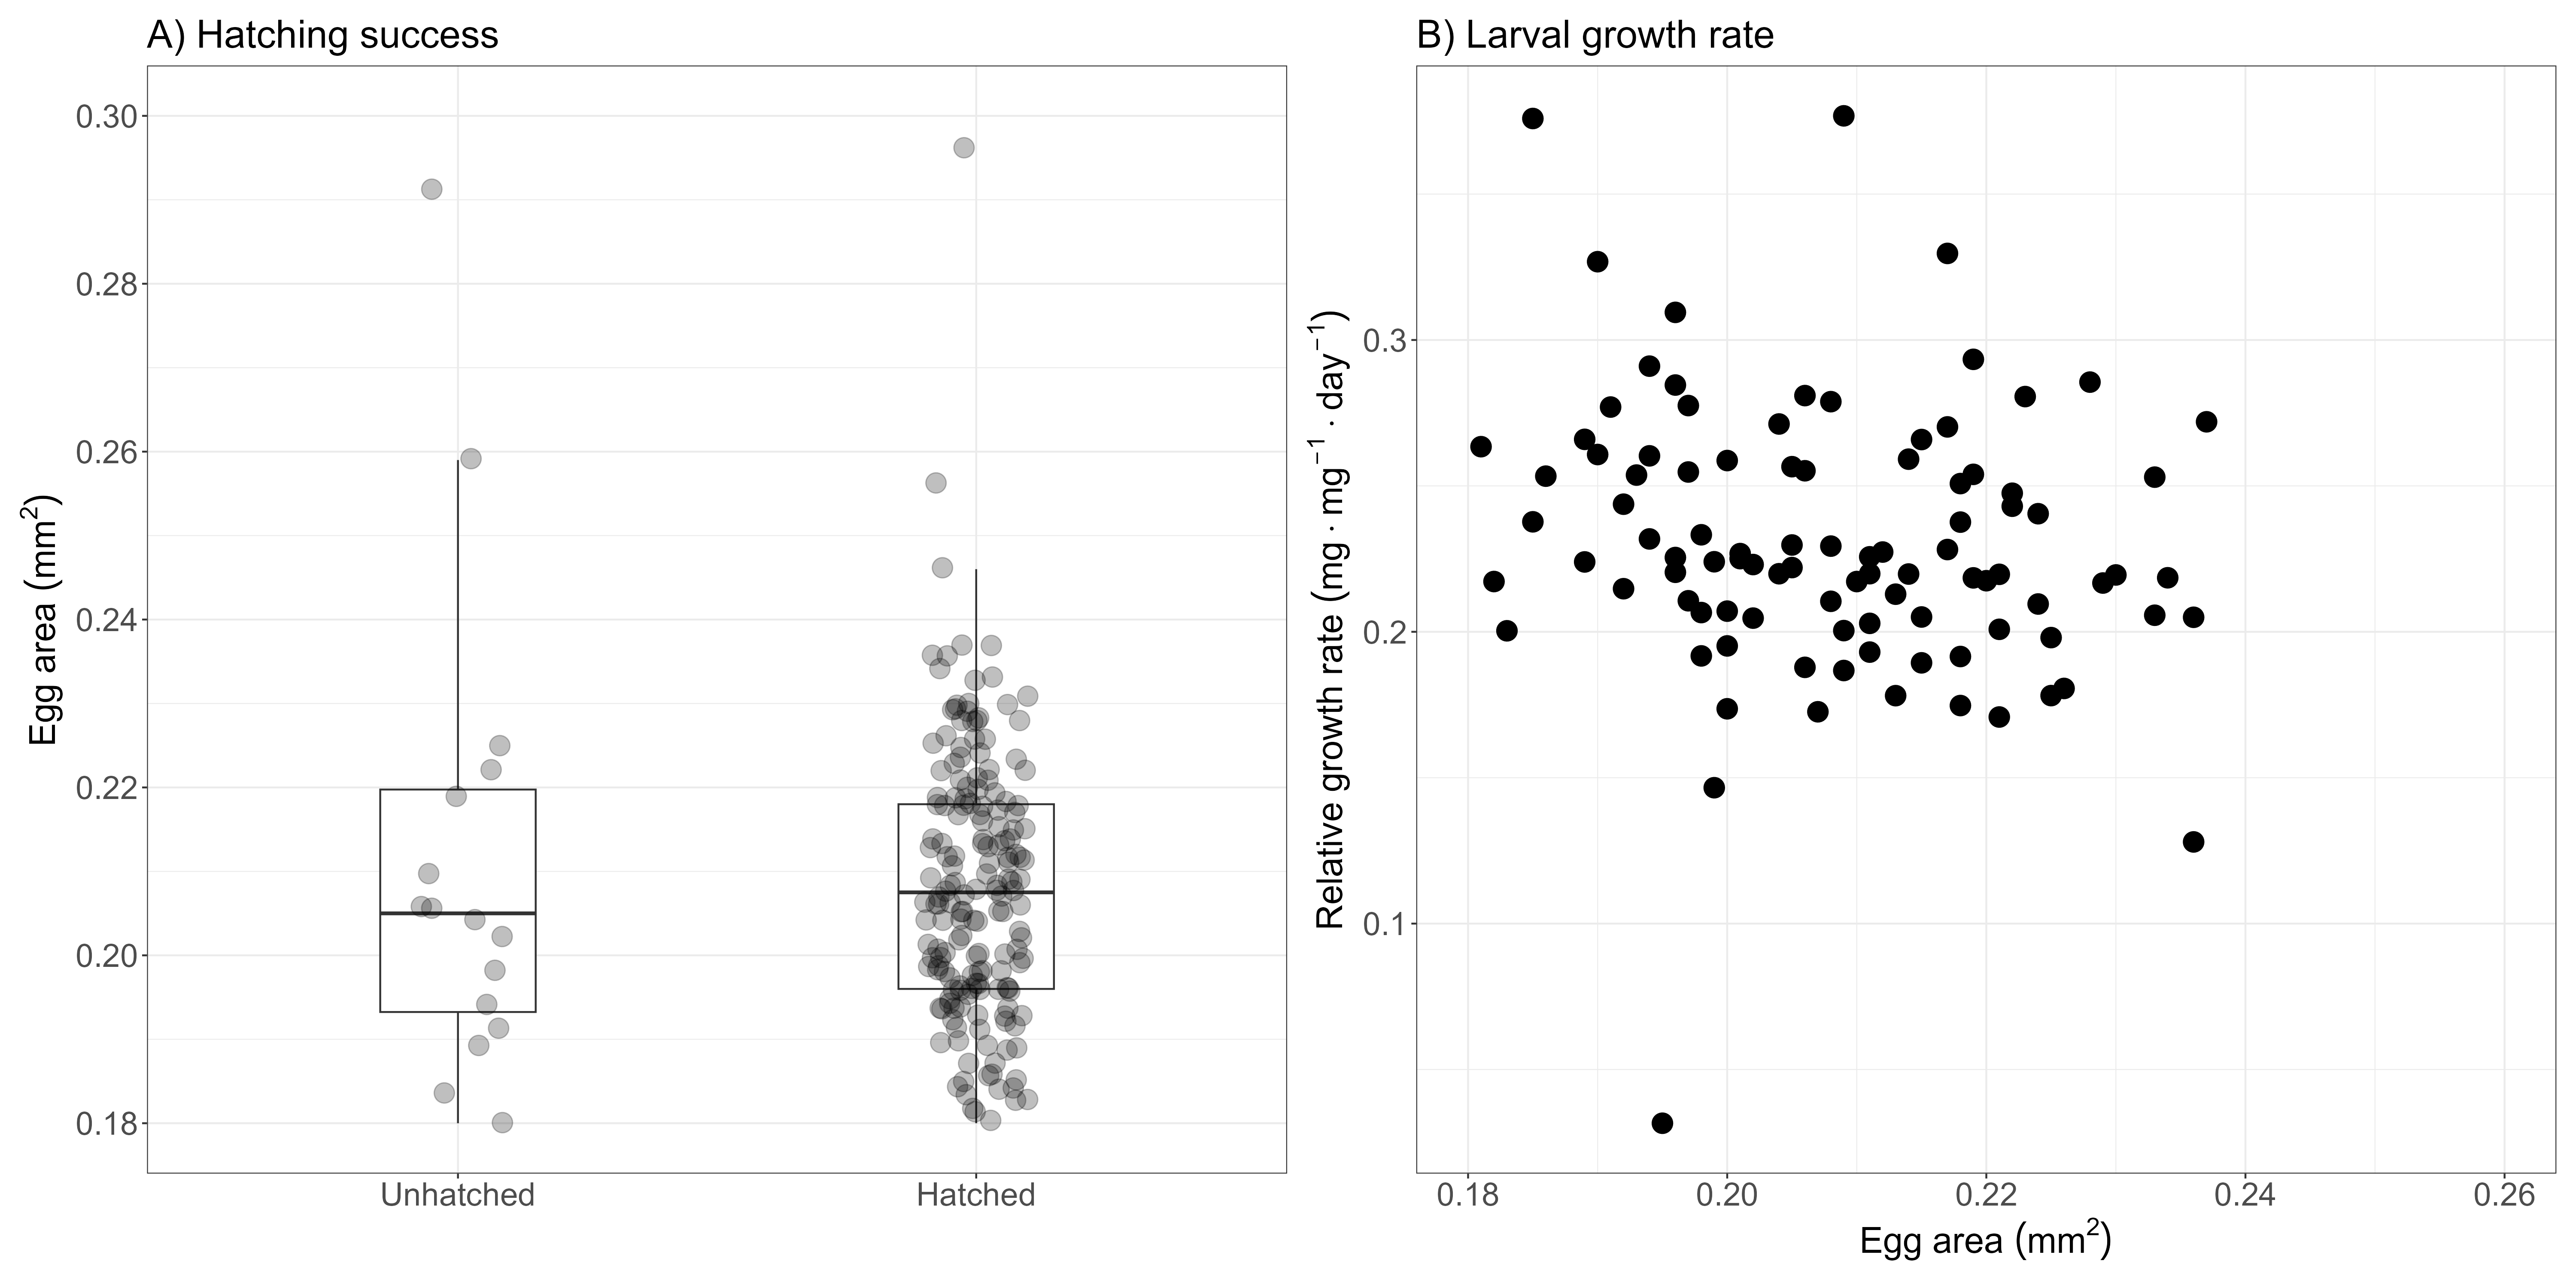 A) Hatching success
Egg area (mm²)
0.30
0.28
0.26
0.24
0.22
0.20
0.18
Unhatched
Hatched
B) Larval growth rate
Relative growth rate (mg · mg⁻¹ · day⁻¹)
0.3
0.2
0.1
0.18 0.20 0.22 0.24 0.26
Egg area (mm²)